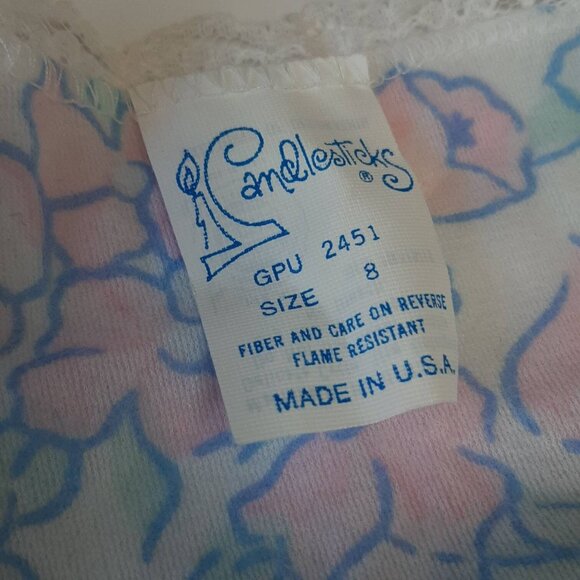 Candlesticks®
GPU 2451
SIZE 8
FIBER AND CARE ON REVERSE
FLAME RESISTANT
MADE IN U.S.A.